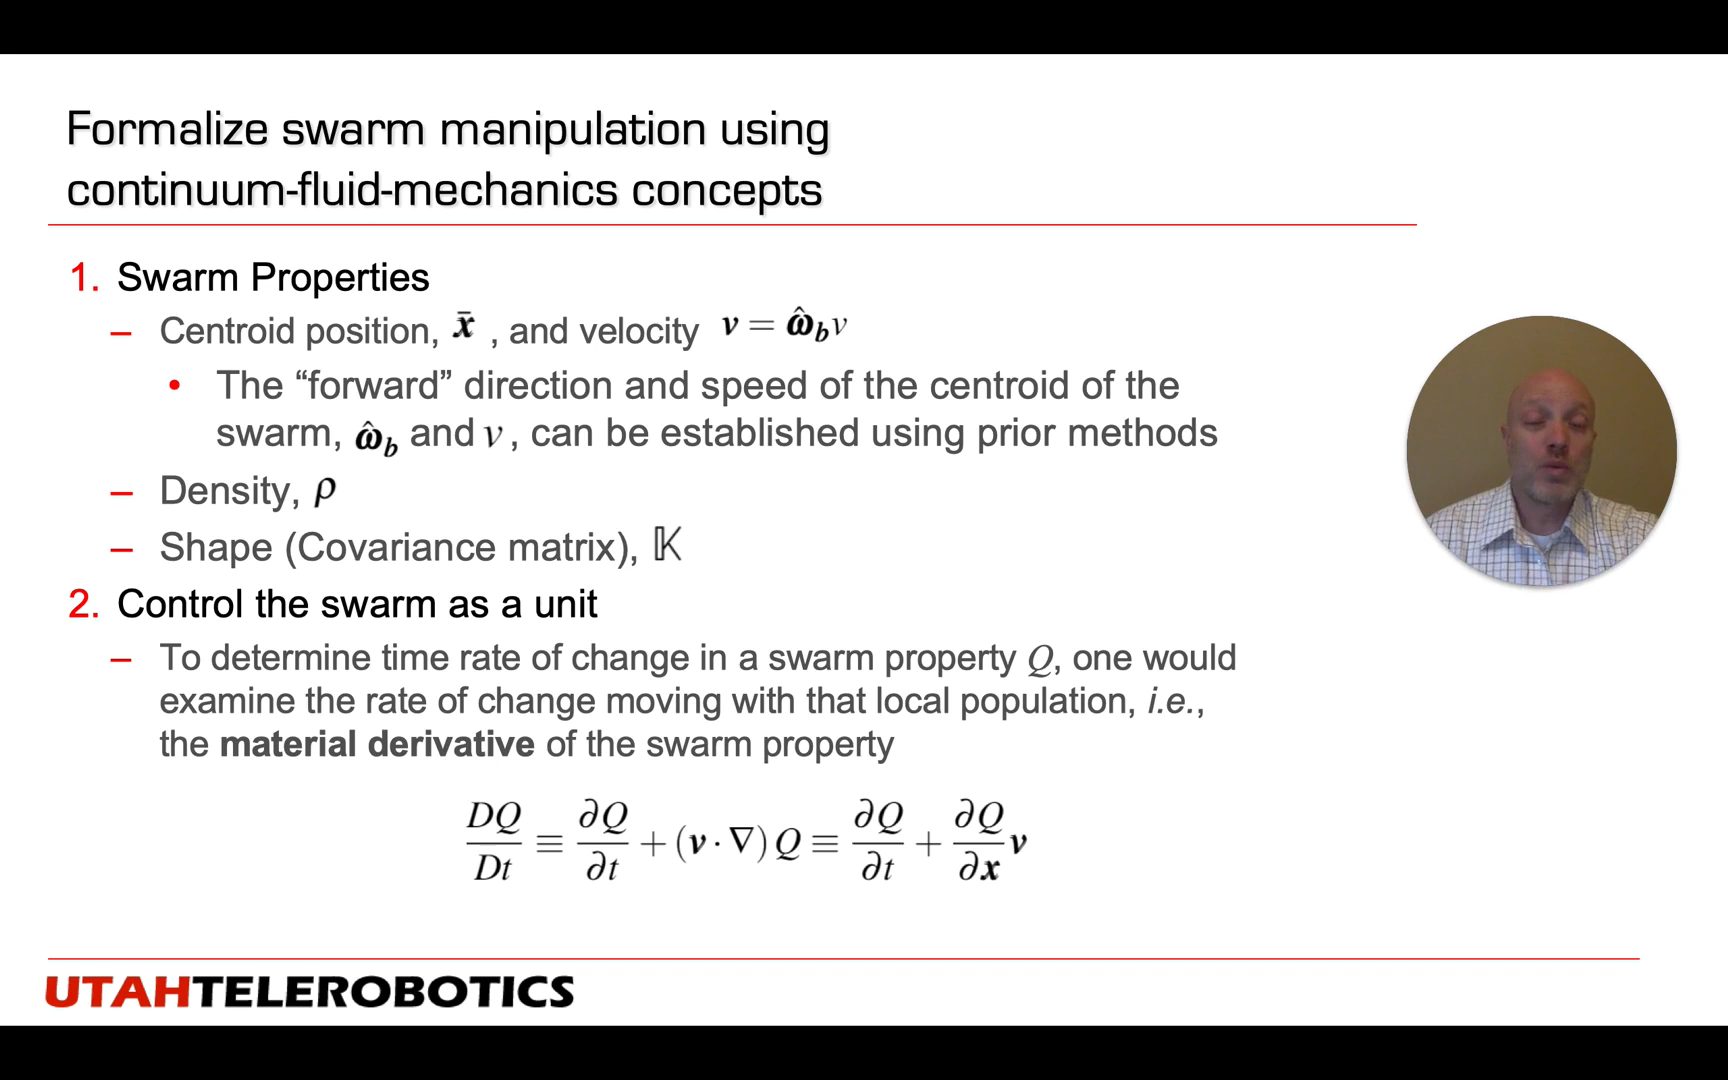 Formalize swarm manipulation using
continuum-fluid-mechanics concepts
1. Swarm Properties
– Centroid position, x̄ , and velocity v = ω̂_b v
• The “forward” direction and speed of the centroid of the
swarm, ω̂_b and v , can be established using prior methods
– Density, ρ
– Shape (Covariance matrix), 𝕂
2. Control the swarm as a unit
– To determine time rate of change in a swarm property Q, one would
examine the rate of change moving with that local population, i.e.,
the material derivative of the swarm property
DQ/Dt ≡ ∂Q/∂t + (v · ∇) Q ≡ ∂Q/∂t + ∂Q/∂x v
UTAHTELEROBOTICS